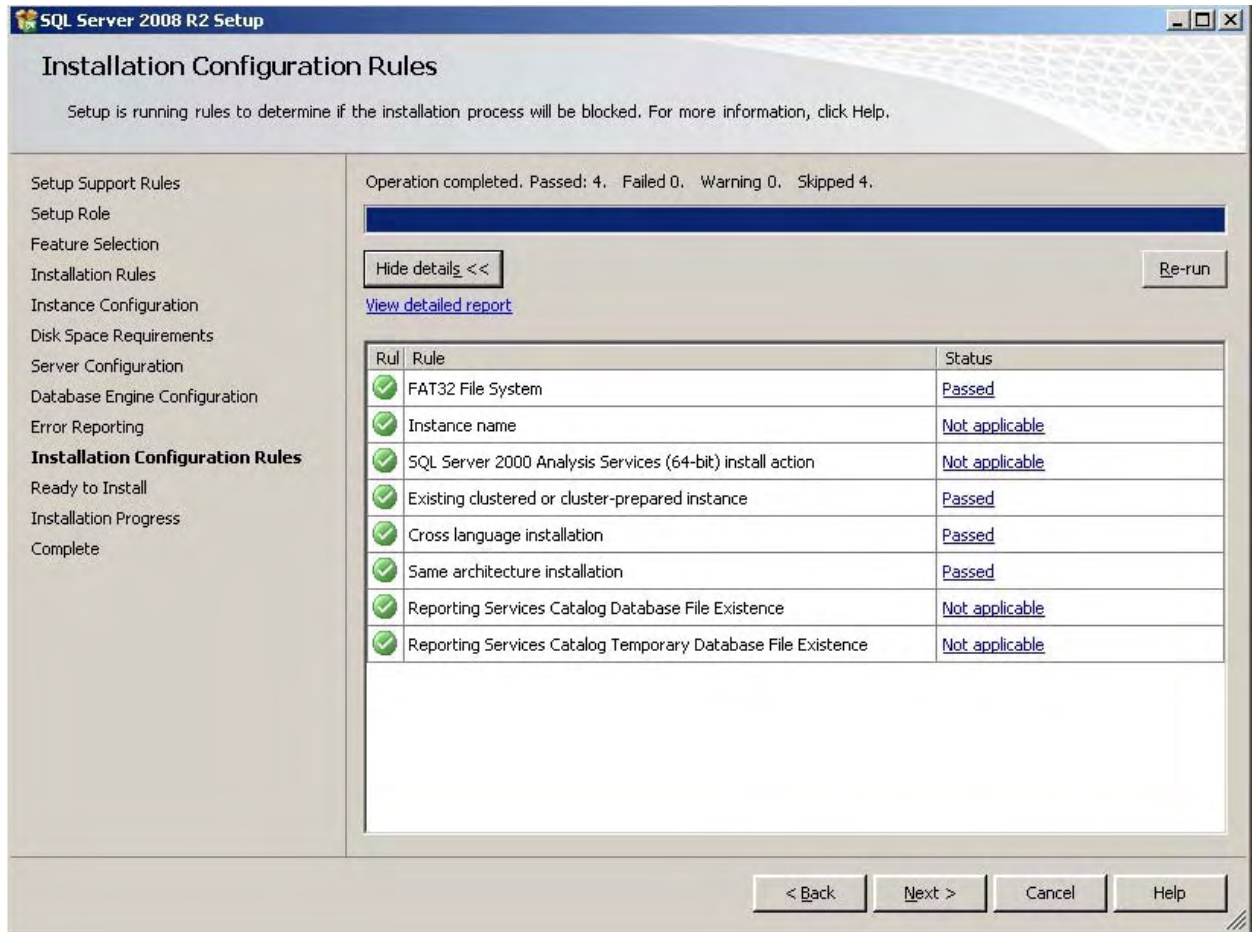 SQL Server 2008 R2 Setup
Installation Configuration Rules
Setup is running rules to determine if the installation process will be blocked. For more information, click Help.
Setup Support Rules
Setup Role
Feature Selection
Installation Rules
Instance Configuration
Disk Space Requirements
Server Configuration
Database Engine Configuration
Error Reporting
Installation Configuration Rules
Ready to Install
Installation Progress
Complete
Operation completed. Passed: 4. Failed 0. Warning 0. Skipped 4.
Hide details <<
Re-run
View detailed report
Rul Rule Status
FAT32 File System Passed
Instance name Not applicable
SQL Server 2000 Analysis Services (64-bit) install action Not applicable
Existing clustered or cluster-prepared instance Passed
Cross language installation Passed
Same architecture installation Passed
Reporting Services Catalog Database File Existence Not applicable
Reporting Services Catalog Temporary Database File Existence Not applicable
< Back Next > Cancel Help